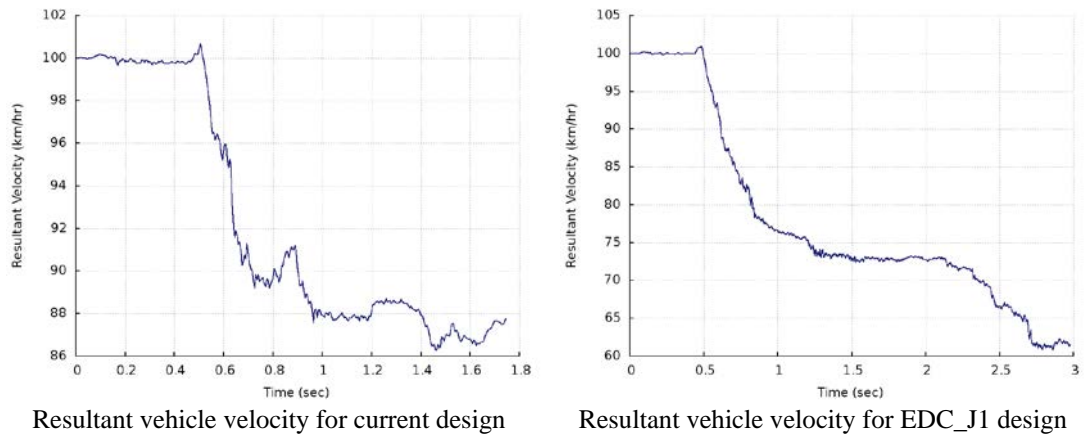 102
100
98
96
94
92
90
88
86
Resultant Velocity (km/hr)
0 0.2 0.4 0.6 0.8 1 1.2 1.4 1.6 1.8
Time (sec)
Resultant vehicle velocity for current design
105
100
95
90
85
80
75
70
65
60
Resultant Velocity (km/hr)
0 0.5 1 1.5 2 2.5 3
Time (sec)
Resultant vehicle velocity for EDC_J1 design